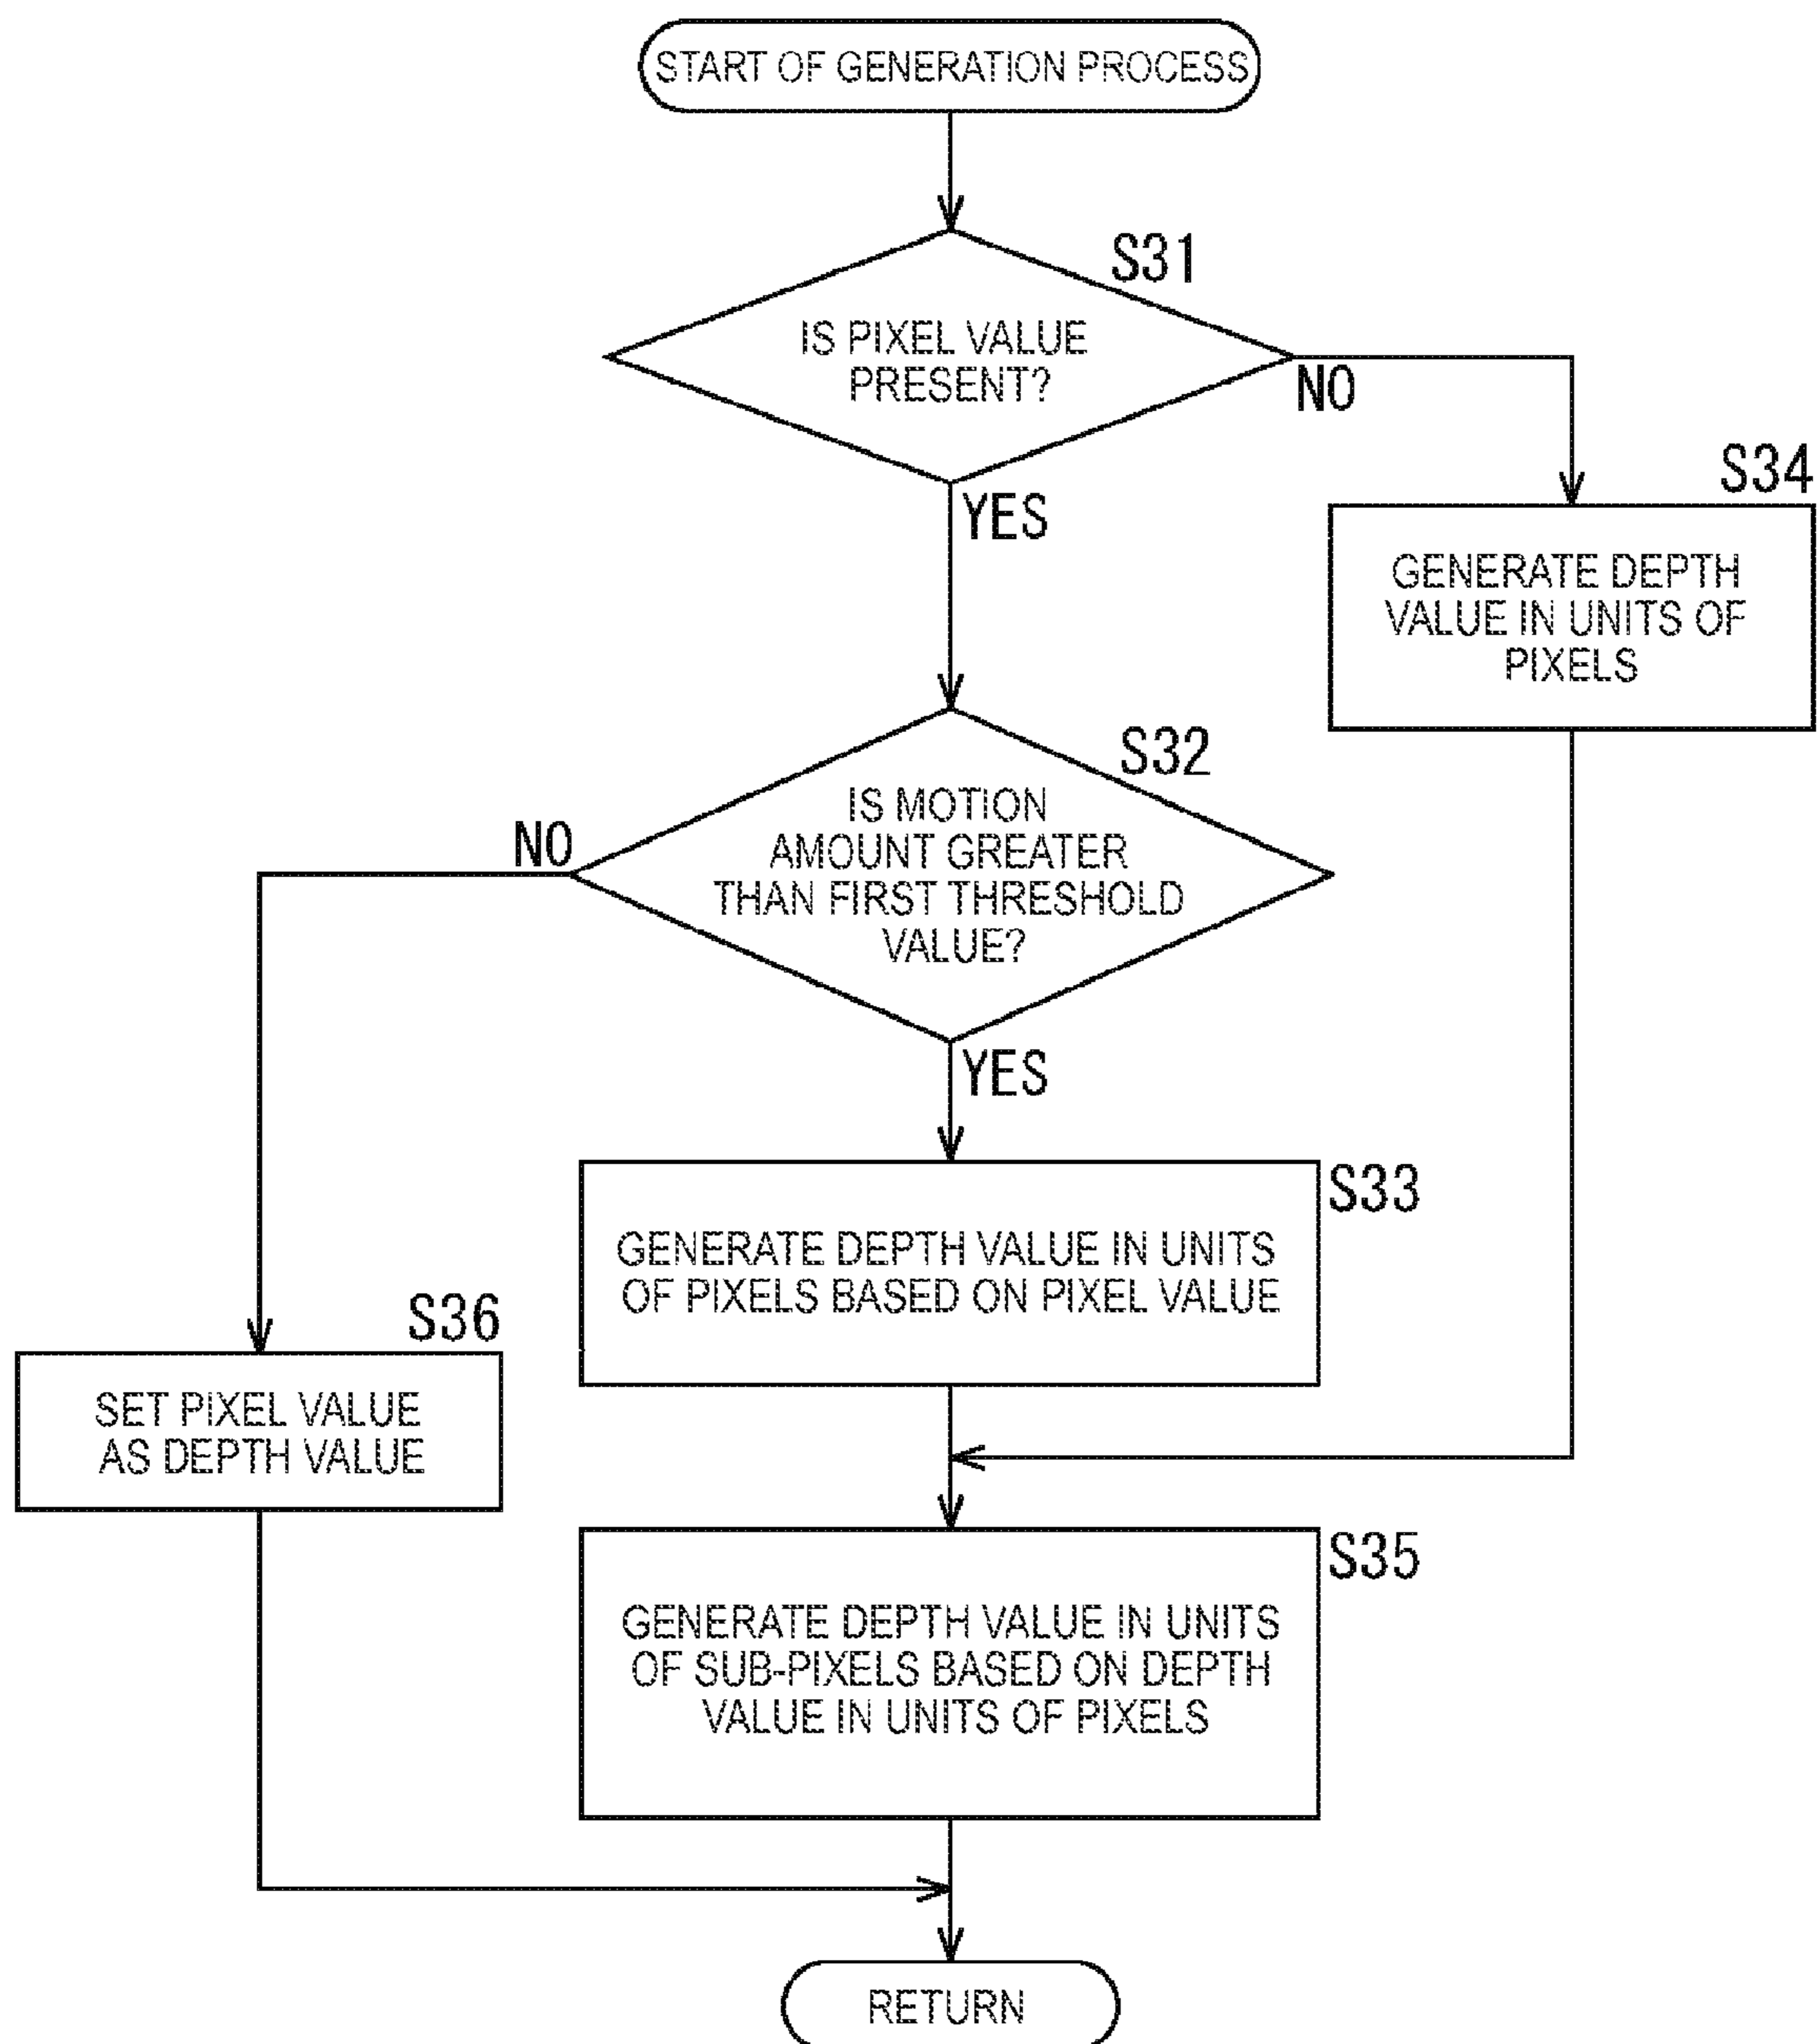 START OF GENERATION PROCESS
S31
IS PIXEL VALUE
PRESENT?
NO
YES
S34
GENERATE DEPTH
VALUE IN UNITS OF
PIXELS
S32
IS MOTION
AMOUNT GREATER
THAN FIRST THRESHOLD
VALUE?
NO
YES
S33
GENERATE DEPTH VALUE IN UNITS
OF PIXELS BASED ON PIXEL VALUE
S36
SET PIXEL VALUE
AS DEPTH VALUE
S35
GENERATE DEPTH VALUE IN UNITS
OF SUB-PIXELS BASED ON DEPTH
VALUE IN UNITS OF PIXELS
RETURN